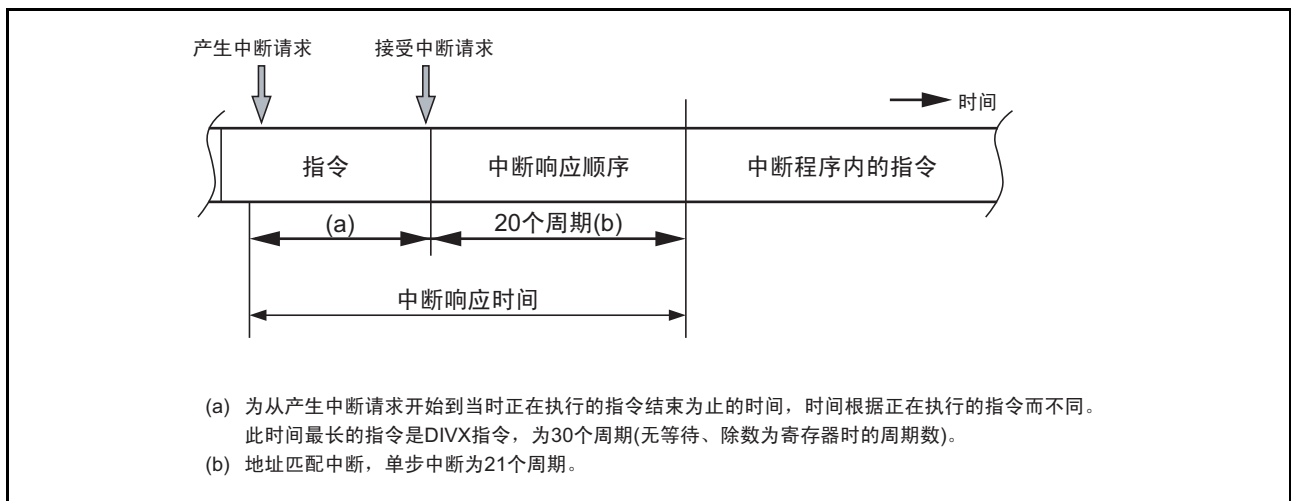 产生中断请求
接受中断请求
时间
指令
中断响应顺序
中断程序内的指令
(a)
20个周期(b)
中断响应时间
(a) 为从产生中断请求开始到当时正在执行的指令结束为止的时间，时间根据正在执行的指令而不同。
此时间最长的指令是DIVX指令，为30个周期(无等待、除数为寄存器时的周期数)。
(b) 地址匹配中断，单步中断为21个周期。